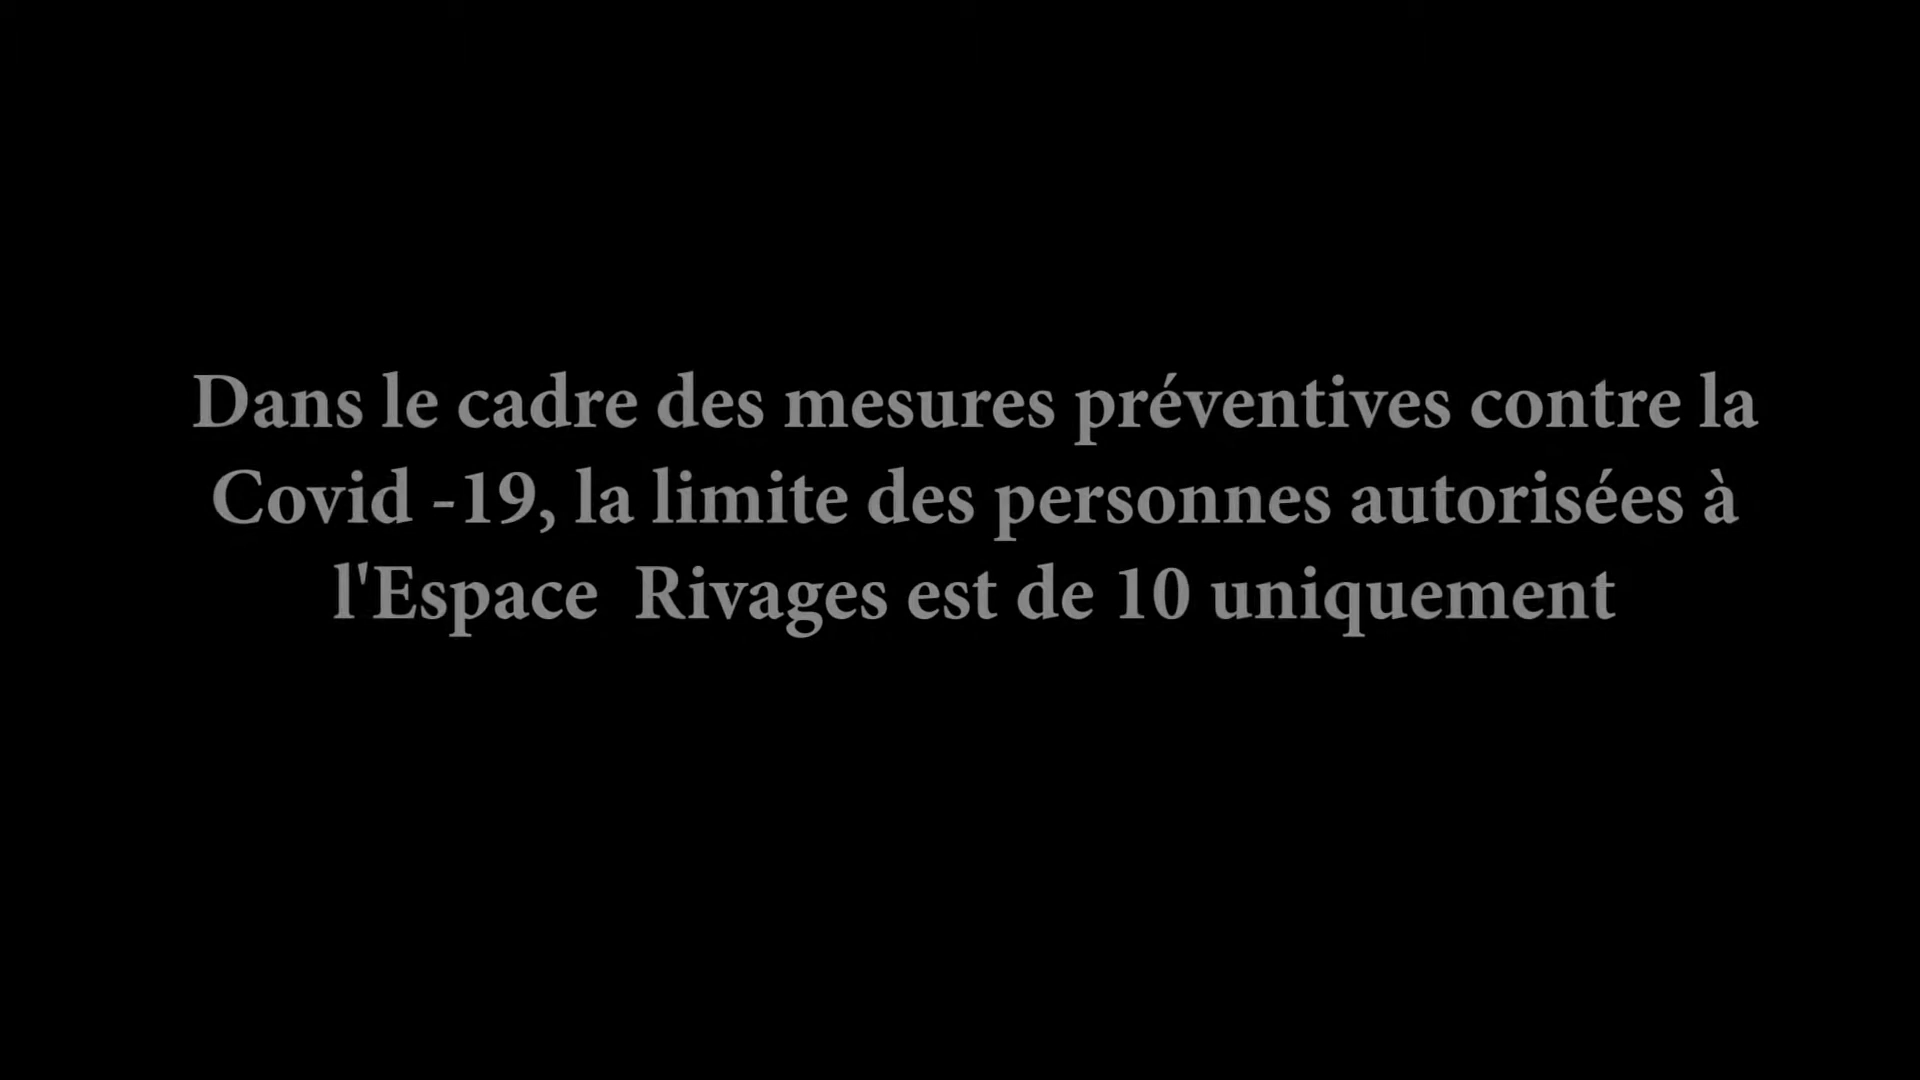 Dans le cadre des mesures préventives contre la
Covid -19, la limite des personnes autorisées à
l'Espace  Rivages est de 10 uniquement